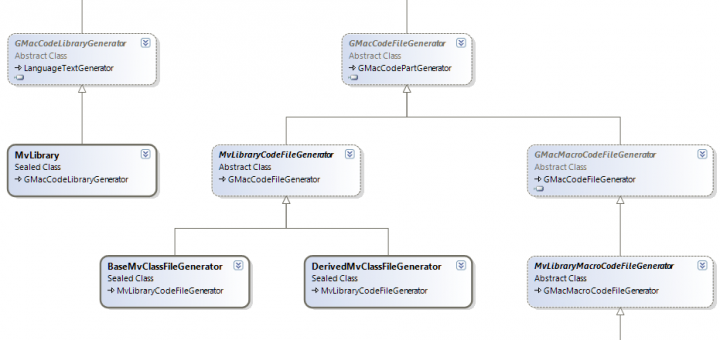 GMacCodeLibraryGenerator
Abstract Class
LanguageTextGenerator
GMacCodeFileGenerator
Abstract Class
GMacCodePartGenerator
MvLibrary
Sealed Class
GMacCodeLibraryGenerator
MvLibraryCodeFileGenerator
Abstract Class
GMacCodeFileGenerator
GMacMacroCodeFileGenerator
Abstract Class
GMacCodeFileGenerator
BaseMvClassFileGenerator
Sealed Class
MvLibraryCodeFileGenerator
DerivedMvClassFileGenerator
Sealed Class
MvLibraryCodeFileGenerator
MvLibraryMacroCodeFileGenerator
Abstract Class
GMacMacroCodeFileGenerator